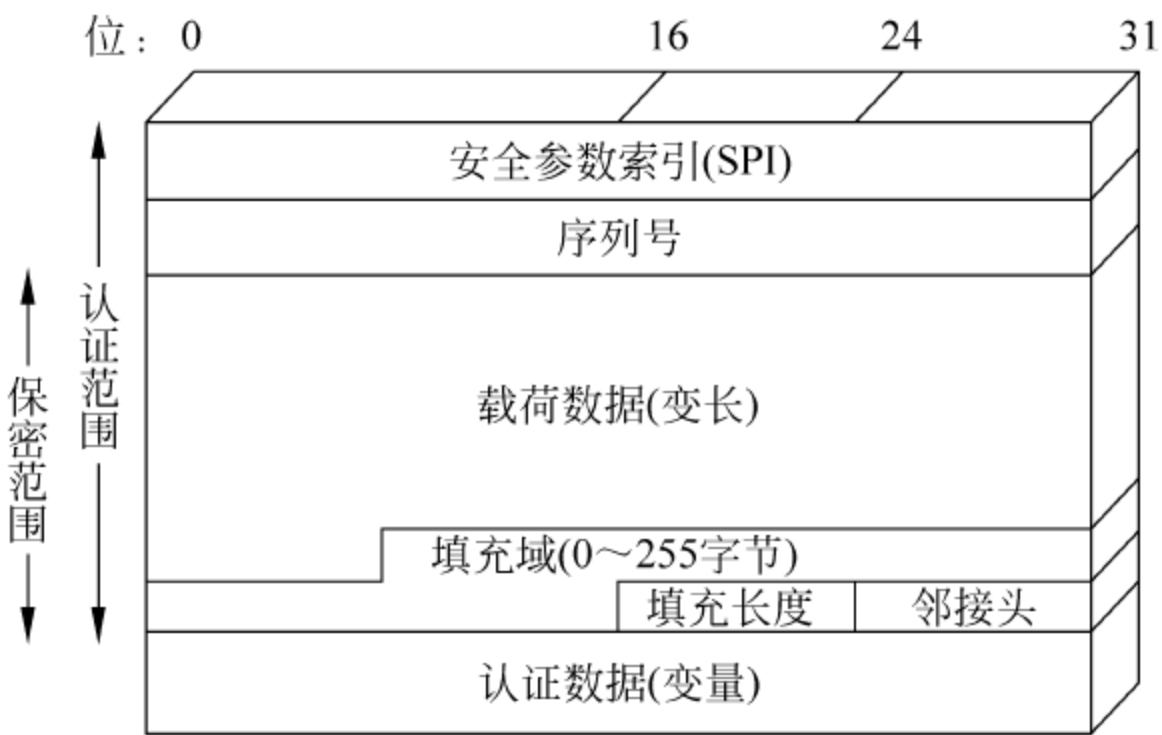 位: 0 16 24 31
安全参数索引(SPI)
序列号
认证范围
保密范围
载荷数据(变长)
填充域(0～255字节)
填充长度 邻接头
认证数据(变量)